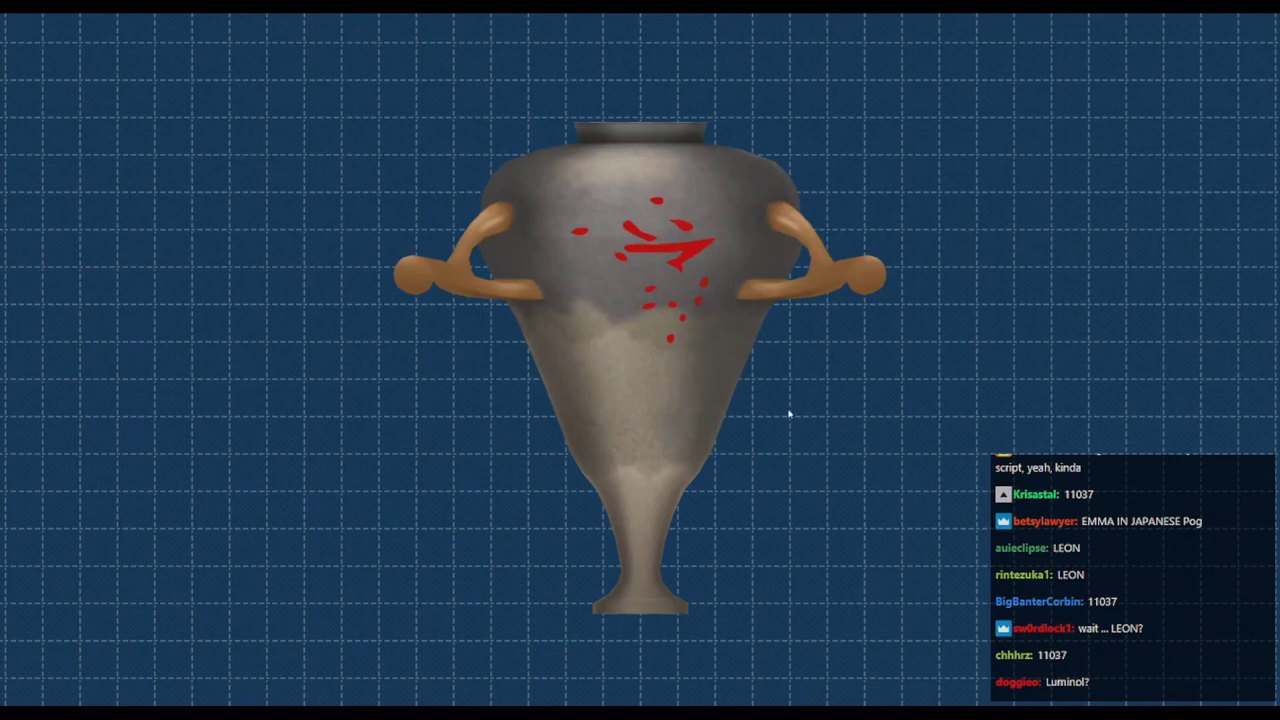 script, yeah, kinda
Krisastal: 11037
betsylawyer: EMMA IN JAPANESE Pog
auieclipse: LEON
rintezuka1: LEON
BigBanterCorbin: 11037
sw0rdlock1: wait ... LEON?
chhhrz: 11037
doggieo: Luminol?